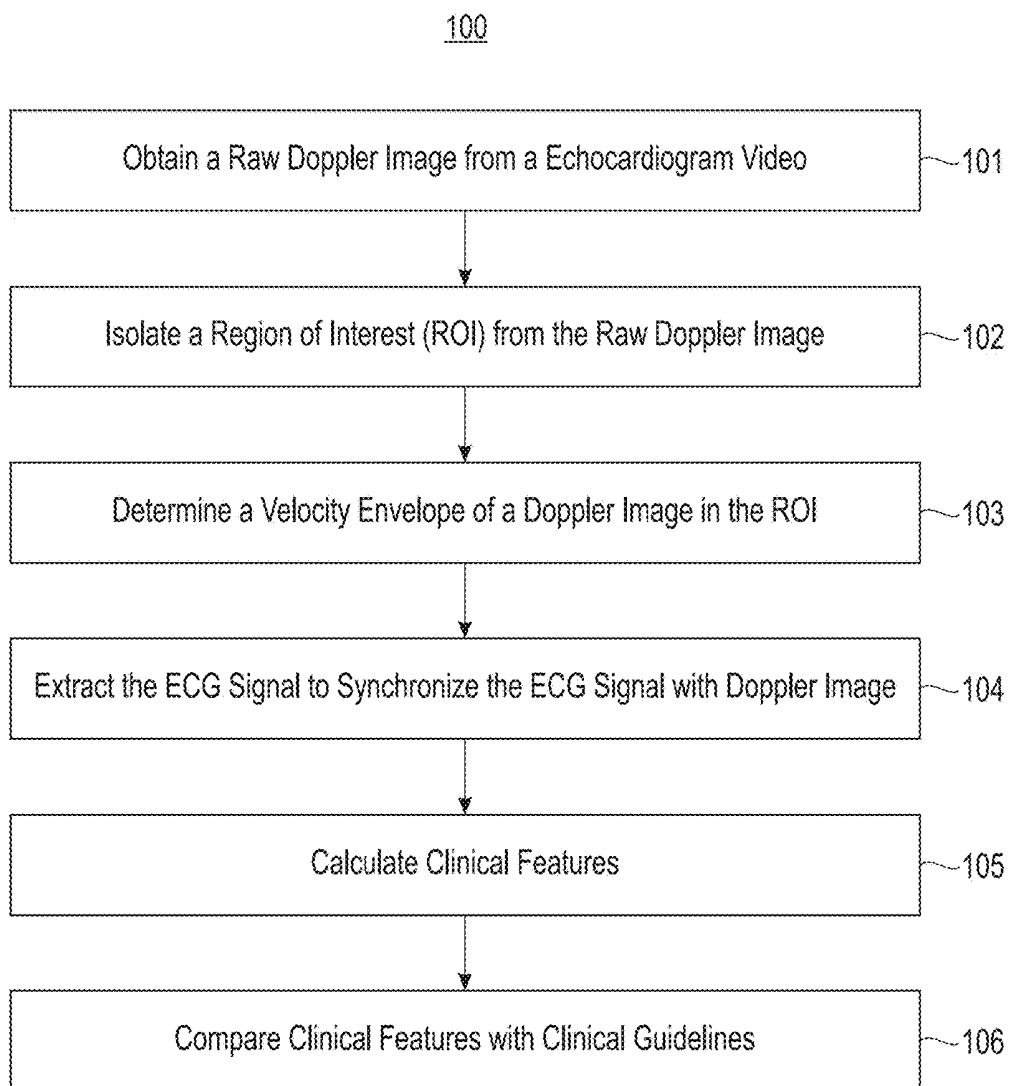 100
Obtain a Raw Doppler Image from a Echocardiogram Video
101
Isolate a Region of Interest (ROI) from the Raw Doppler Image
102
Determine a Velocity Envelope of a Doppler Image in the ROI
103
Extract the ECG Signal to Synchronize the ECG Signal with Doppler Image
104
Calculate Clinical Features
105
Compare Clinical Features with Clinical Guidelines
106